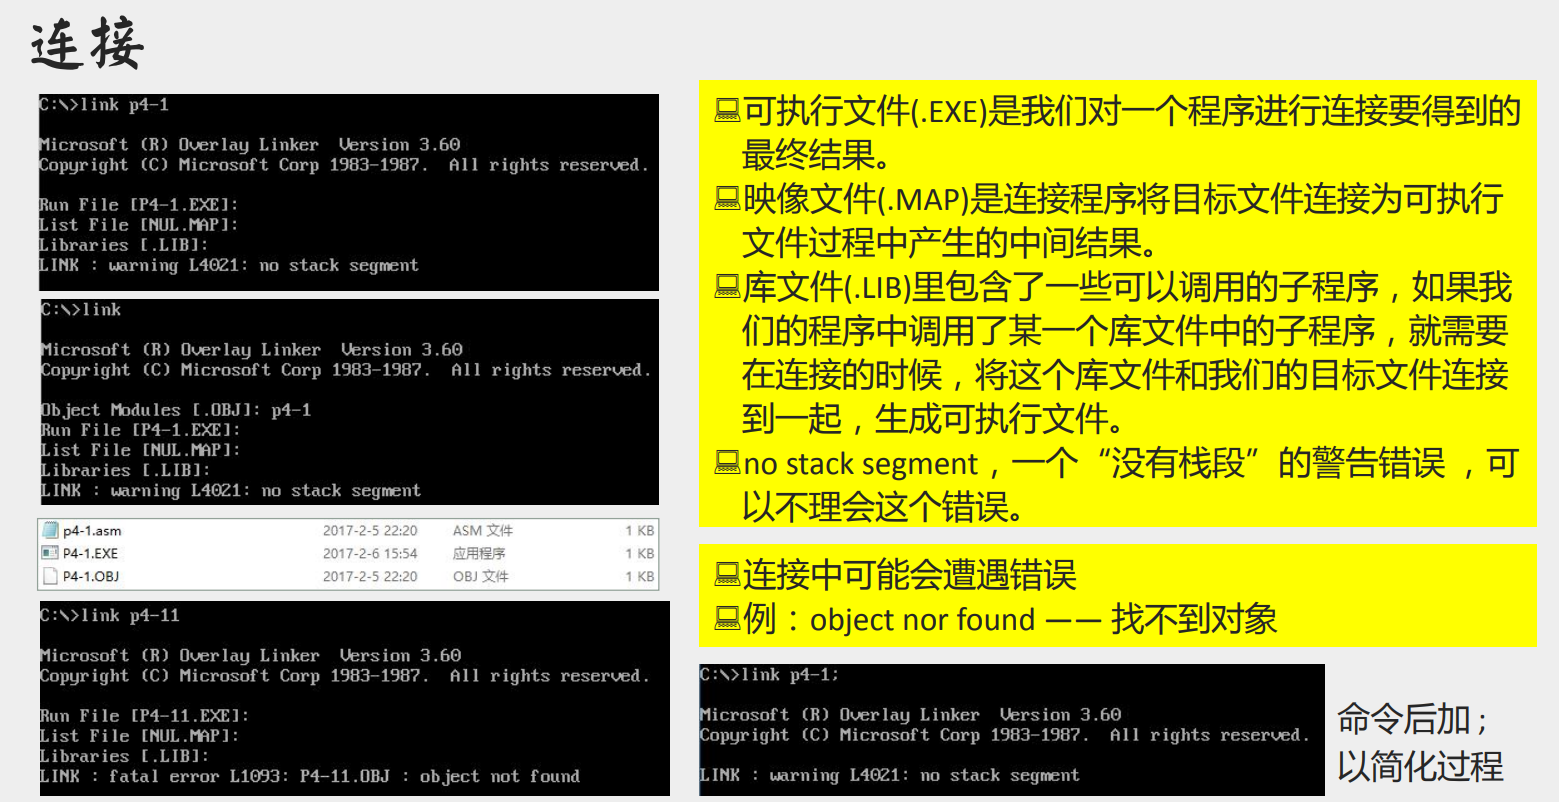 连接
C:\>link p4-1
Microsoft (R) Overlay Linker  Version 3.60
Copyright (C) Microsoft Corp 1983-1987.  All rights reserved.
Run File [P4-1.EXE]:
List File [NUL.MAP]:
Libraries [.LIB]:
LINK : warning L4021: no stack segment
C:\>link
Microsoft (R) Overlay Linker  Version 3.60
Copyright (C) Microsoft Corp 1983-1987.  All rights reserved.
Object Modules [.OBJ]: p4-1
Run File [P4-1.EXE]:
List File [NUL.MAP]:
Libraries [.LIB]:
LINK : warning L4021: no stack segment
p4-1.asm 2017-2-5 22:20 ASM 文件 1 KB
P4-1.EXE 2017-2-6 15:54 应用程序 1 KB
P4-1.OBJ 2017-2-5 22:20 OBJ 文件 1 KB
C:\>link p4-11
Microsoft (R) Overlay Linker  Version 3.60
Copyright (C) Microsoft Corp 1983-1987.  All rights reserved.
Run File [P4-11.EXE]:
List File [NUL.MAP]:
Libraries [.LIB]:
LINK : fatal error L1093: P4-11.OBJ : object not found
可执行文件(.EXE)是我们对一个程序进行连接要得到的
最终结果。
映像文件(.MAP)是连接程序将目标文件连接为可执行
文件过程中产生的中间结果。
库文件(.LIB)里包含了一些可以调用的子程序，如果我
们的程序中调用了某一个库文件中的子程序，就需要
在连接的时候，将这个库文件和我们的目标文件连接
到一起，生成可执行文件。
no stack segment，一个“没有栈段”的警告错误 ，可
以不理会这个错误。
连接中可能会遭遇错误
例：object nor found —— 找不到对象
C:\>link p4-1;
Microsoft (R) Overlay Linker  Version 3.60
Copyright (C) Microsoft Corp 1983-1987.  All rights reserved.
LINK : warning L4021: no stack segment
命令后加；
以简化过程